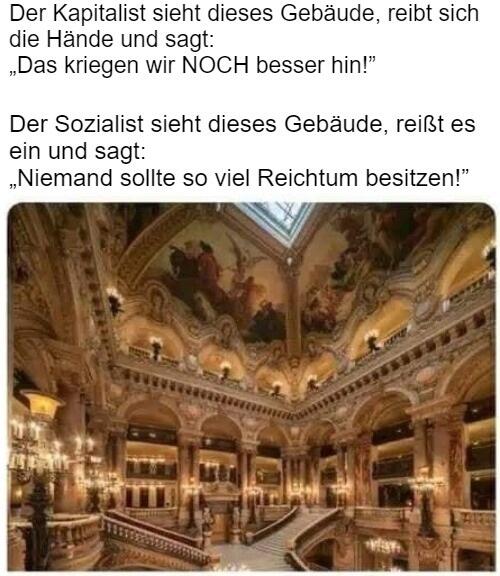 Der Kapitalist sieht dieses Gebäude, reibt sich
die Hände und sagt:
„Das kriegen wir NOCH besser hin!”
Der Sozialist sieht dieses Gebäude, reißt es
ein und sagt:
„Niemand sollte so viel Reichtum besitzen!”